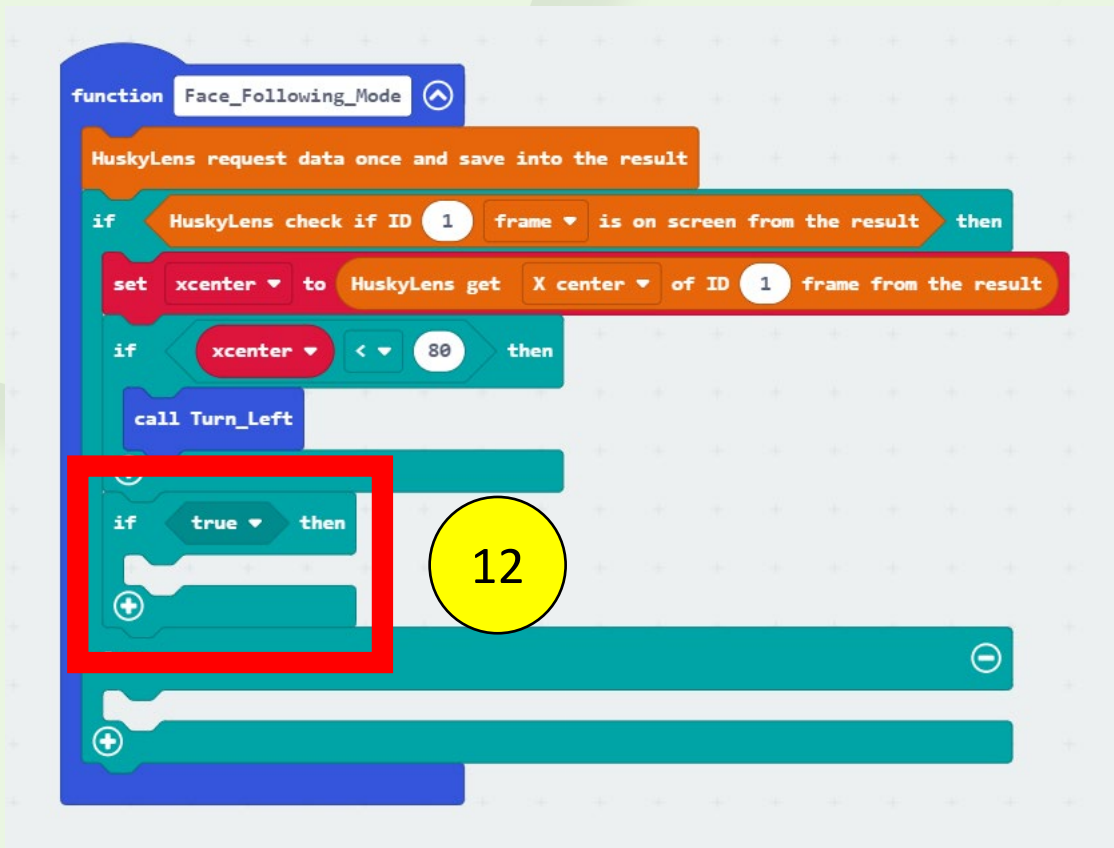 function Face_Following_Mode
HuskyLens request data once and save into the result
if HuskyLens check if ID 1 frame is on screen from the result then
set xcenter to HuskyLens get X center of ID 1 frame from the result
if xcenter < 80 then
call Turn_Left
if true then
12